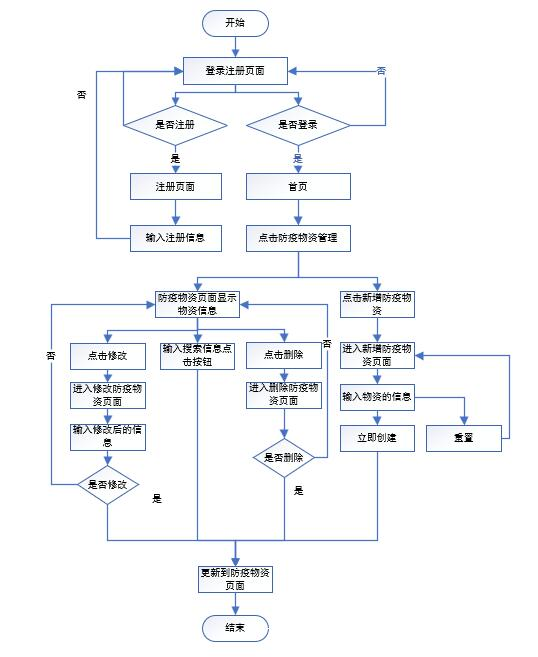 开始
登录注册页面
否
否
是否注册
是否登录
是
是
注册页面
首页
输入注册信息
点击防疫物资管理
防疫物资页面显示
物资信息
点击新增防疫物
资
否
点击修改
输入搜索信息点
击按钮
点击删除
否
进入新增防疫物
资页面
进入修改防疫物
资页面
进入删除防疫物
资页面
输入物资的信息
输入修改后的信
息
立即创建
重置
是否修改
是否删除
是
是
更新到防疫物资
页面
结束